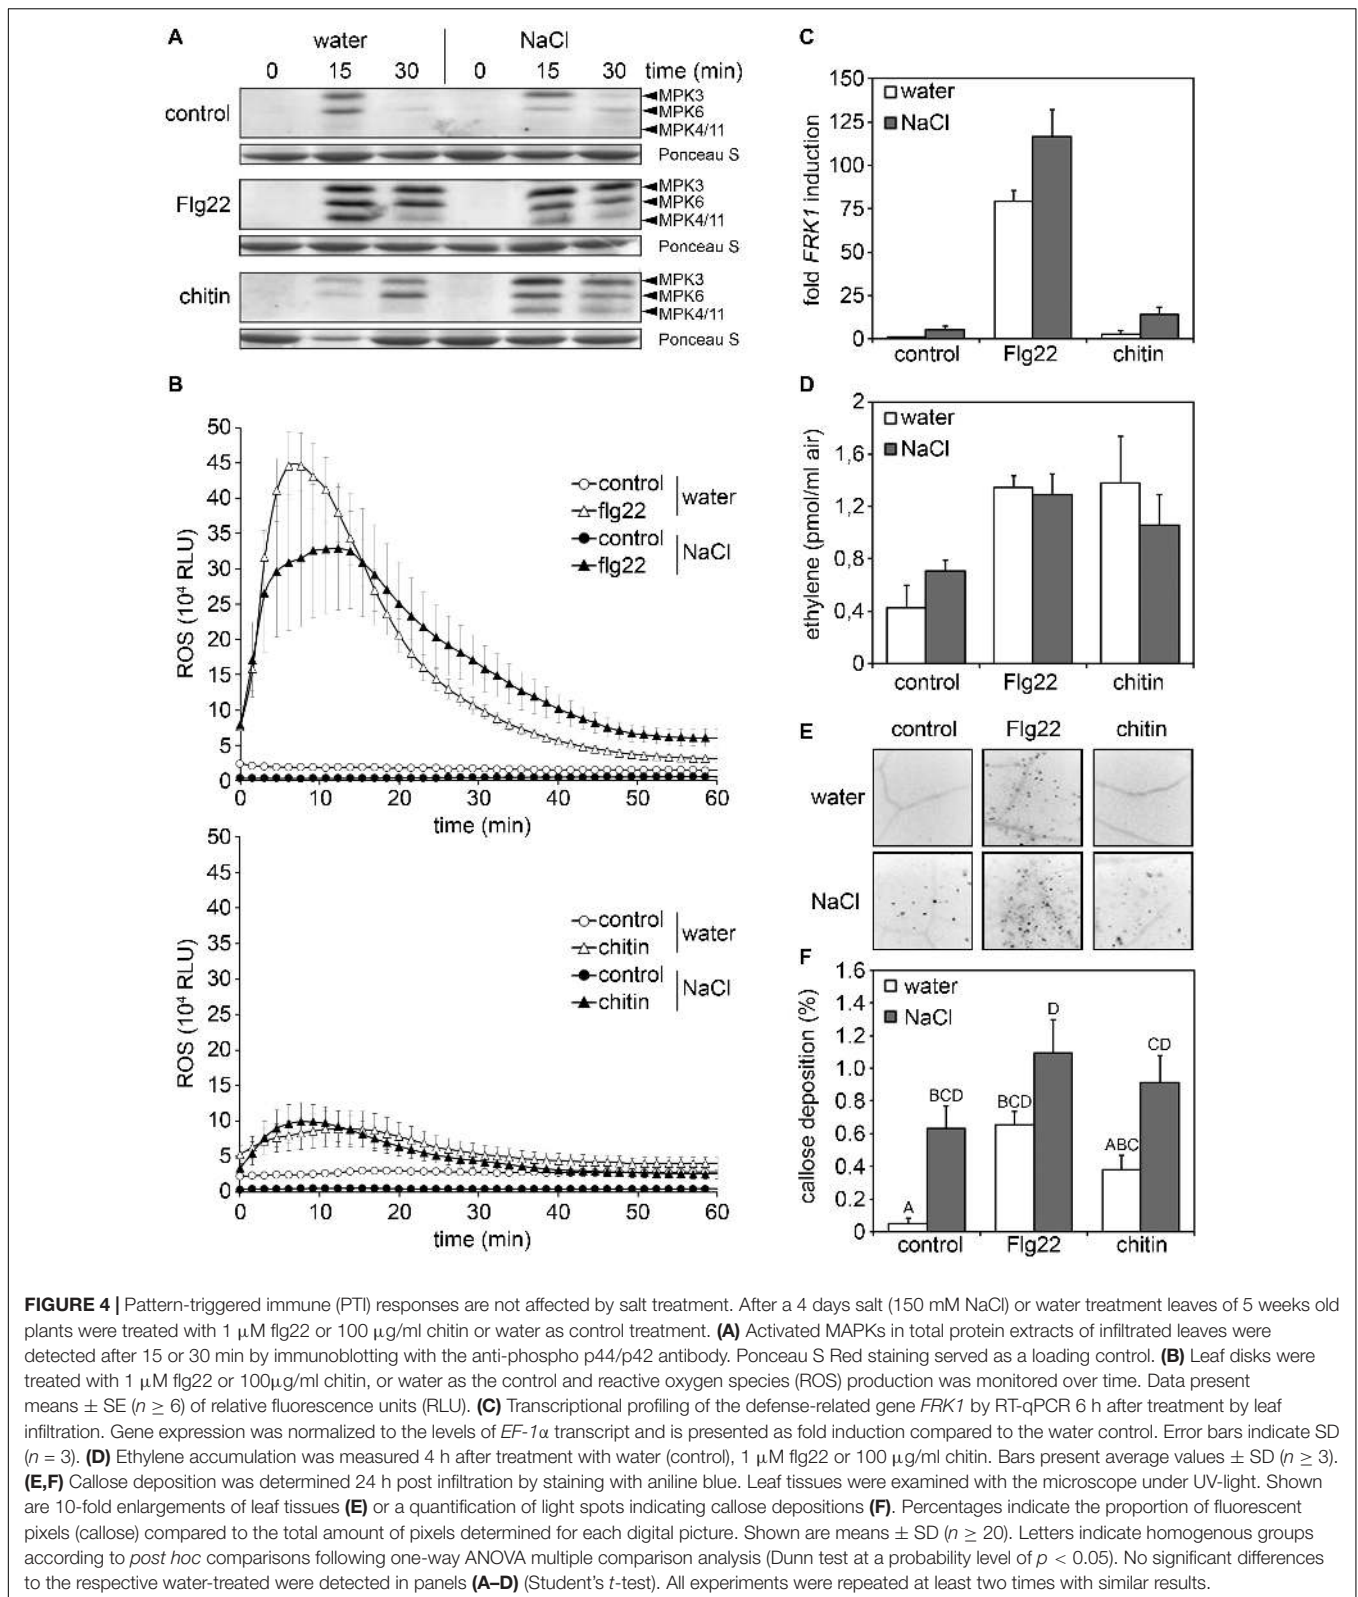 A
water
NaCl
0 15 30 0 15 30 time (min)
control
MPK3
MPK6
MPK4/11
Ponceau S
Flg22
MPK3
MPK6
MPK4/11
Ponceau S
chitin
MPK3
MPK6
MPK4/11
Ponceau S
B
50
45
40
35
30
25
20
15
10
5
0
ROS (10⁴ RLU)
control
flg22
water
control
flg22
NaCl
0 10 20 30 40 50 60
time (min)
50
45
40
35
30
25
20
15
10
5
0
ROS (10⁴ RLU)
control
chitin
water
control
chitin
NaCl
0 10 20 30 40 50 60
time (min)
C
150
125
100
75
50
25
0
fold FRK1 induction
water
NaCl
control Flg22 chitin
D
2
1,6
1,2
0,8
0,4
0
ethylene (pmol/ml air)
water
NaCl
control Flg22 chitin
E
control Flg22 chitin
water
NaCl
F
1.6
1.4
1.2
1.0
0.8
0.6
0.4
0.2
0
callose deposition (%)
water
NaCl
A
BCD
BCD
D
ABC
CD
control Flg22 chitin
FIGURE 4 | Pattern-triggered immune (PTI) responses are not affected by salt treatment. After a 4 days salt (150 mM NaCl) or water treatment leaves of 5 weeks old
plants were treated with 1 μM flg22 or 100 μg/ml chitin or water as control treatment. (A) Activated MAPKs in total protein extracts of infiltrated leaves were
detected after 15 or 30 min by immunoblotting with the anti-phospho p44/p42 antibody. Ponceau S Red staining served as a loading control. (B) Leaf disks were
treated with 1 μM flg22 or 100μg/ml chitin, or water as the control and reactive oxygen species (ROS) production was monitored over time. Data present
means ± SE (n ≥ 6) of relative fluorescence units (RLU). (C) Transcriptional profiling of the defense-related gene FRK1 by RT-qPCR 6 h after treatment by leaf
infiltration. Gene expression was normalized to the levels of EF-1α transcript and is presented as fold induction compared to the water control. Error bars indicate SD
(n = 3). (D) Ethylene accumulation was measured 4 h after treatment with water (control), 1 μM flg22 or 100 μg/ml chitin. Bars present average values ± SD (n ≥ 3).
(E,F) Callose deposition was determined 24 h post infiltration by staining with aniline blue. Leaf tissues were examined with the microscope under UV-light. Shown
are 10-fold enlargements of leaf tissues (E) or a quantification of light spots indicating callose depositions (F). Percentages indicate the proportion of fluorescent
pixels (callose) compared to the total amount of pixels determined for each digital picture. Shown are means ± SD (n ≥ 20). Letters indicate homogenous groups
according to post hoc comparisons following one-way ANOVA multiple comparison analysis (Dunn test at a probability level of p < 0.05). No significant differences
to the respective water-treated were detected in panels (A–D) (Student's t-test). All experiments were repeated at least two times with similar results.